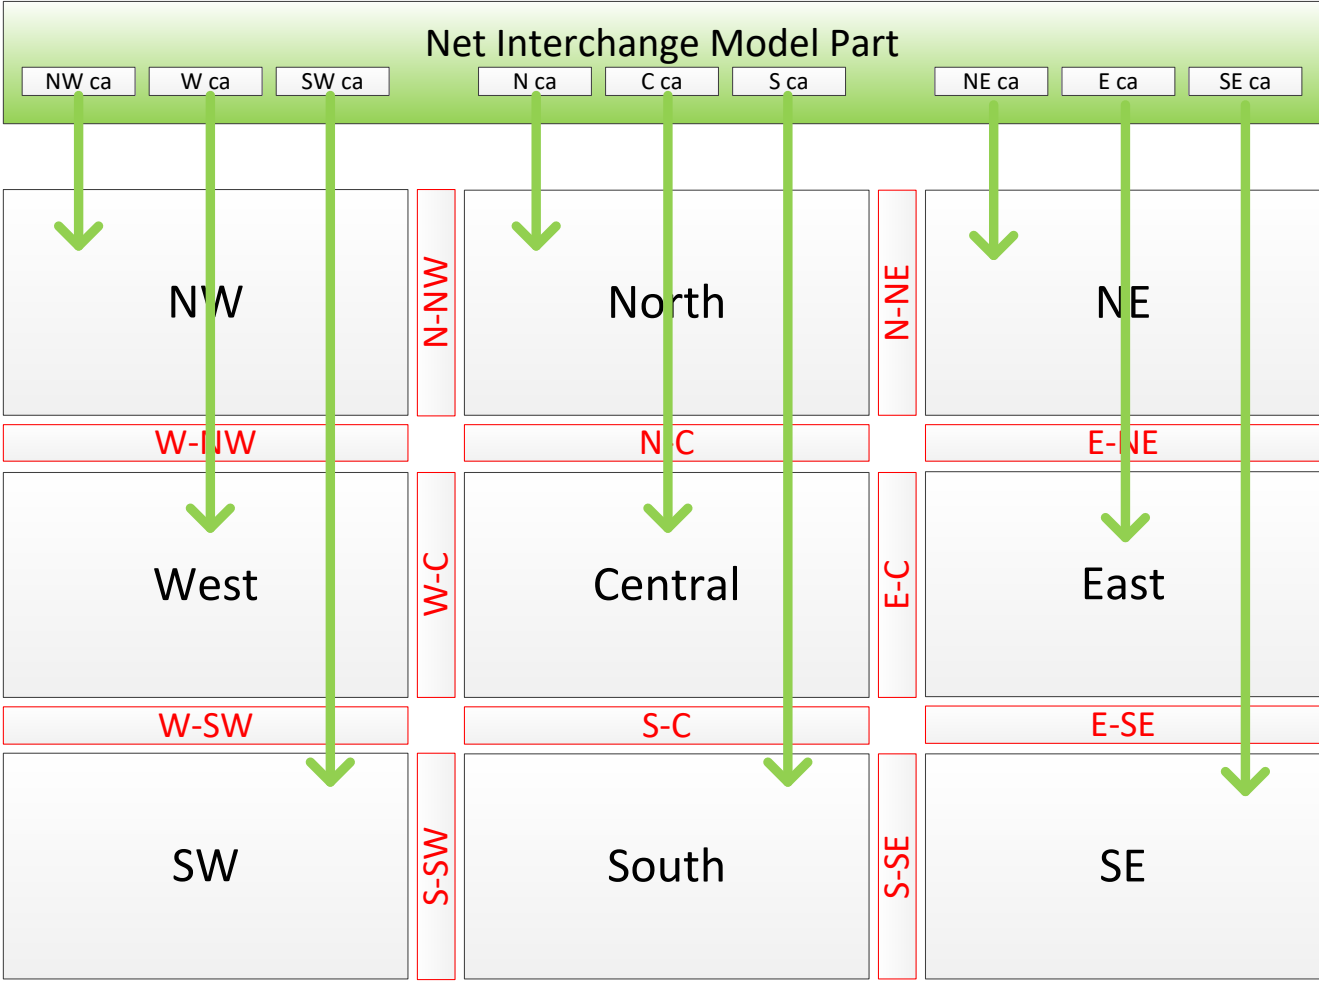 Net Interchange Model Part
NW ca W ca SW ca N ca C ca S ca NE ca E ca SE ca
NW N-NW North N-NE NE
W-NW N-C E-NE
West W-C Central E-C East
W-SW S-C E-SE
SW S-SW South S-SE SE